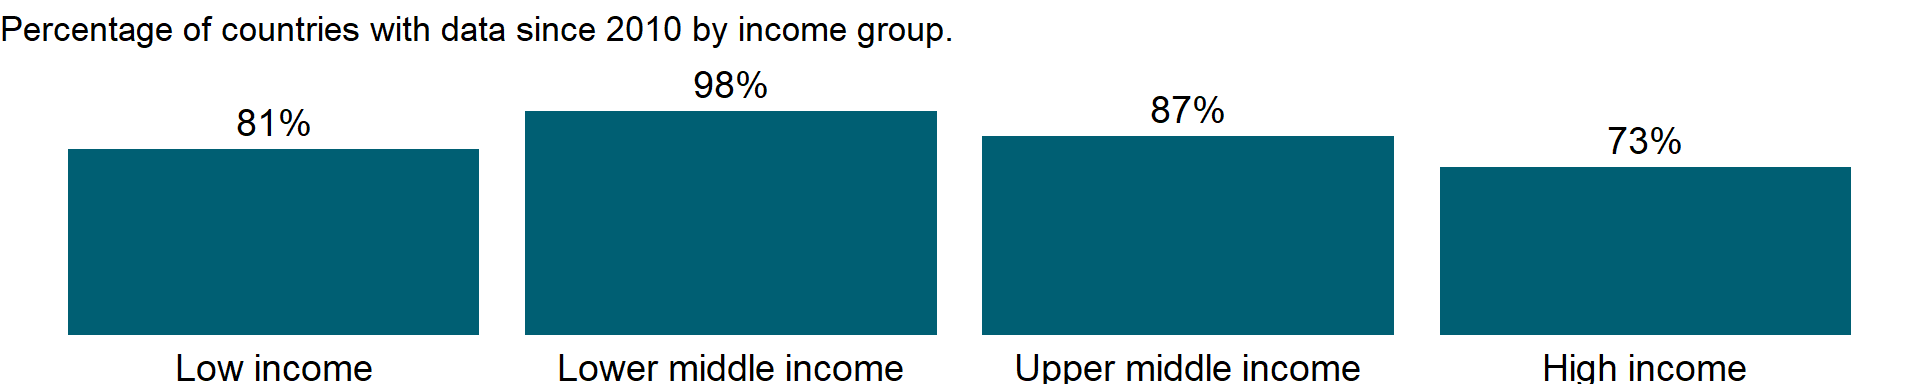 Percentage of countries with data since 2010 by income group.
98%
87%
81%
73%
Low income
Lower middle income
Upper middle income
High income